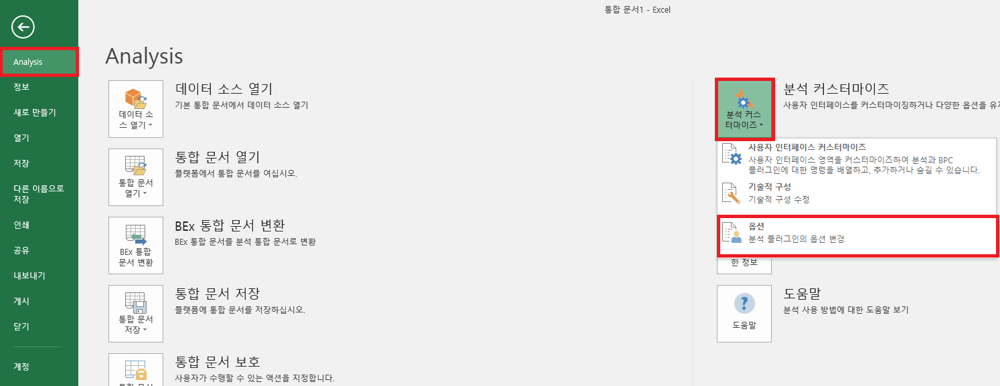 통합 문서1 - Excel
Analysis
정보
새로 만들기
열기
저장
다른 이름으로
저장
인쇄
공유
내보내기
게시
닫기
계정
Analysis
데이터 소
스 열기
데이터 소스 열기
기본 통합 문서에서 데이터 소스 열기
통합 문서
열기
통합 문서 열기
플랫폼에서 통합 문서를 여십시오.
BEx 통합
문서 변환
BEx 통합 문서 변환
BEx 통합 문서를 분석 통합 문서로 변환
통합 문서
저장
통합 문서 저장
플랫폼에 통합 문서를 저장하십시오.
통합 문서
통합 문서 보호
사용자가 수행할 수 있는 액션을 지정합니다.
분석 커스
터마이즈
분석 커스터마이즈
사용자 인터페이스를 커스터마이징하거나 다양한 옵션을 유지
사용자 인터페이스 커스터마이즈
사용자 인터페이스 영역을 커스터마이즈하여 분석과 BPC
플러그인에 대한 명령을 배열하고, 추가하거나 숨길 수 있습니다.
기술적 구성
기술적 구성 수정
옵션
분석 플러그인의 옵션 변경
한 정보
도움말
도움말
분석 사용 방법에 대한 도움말 보기